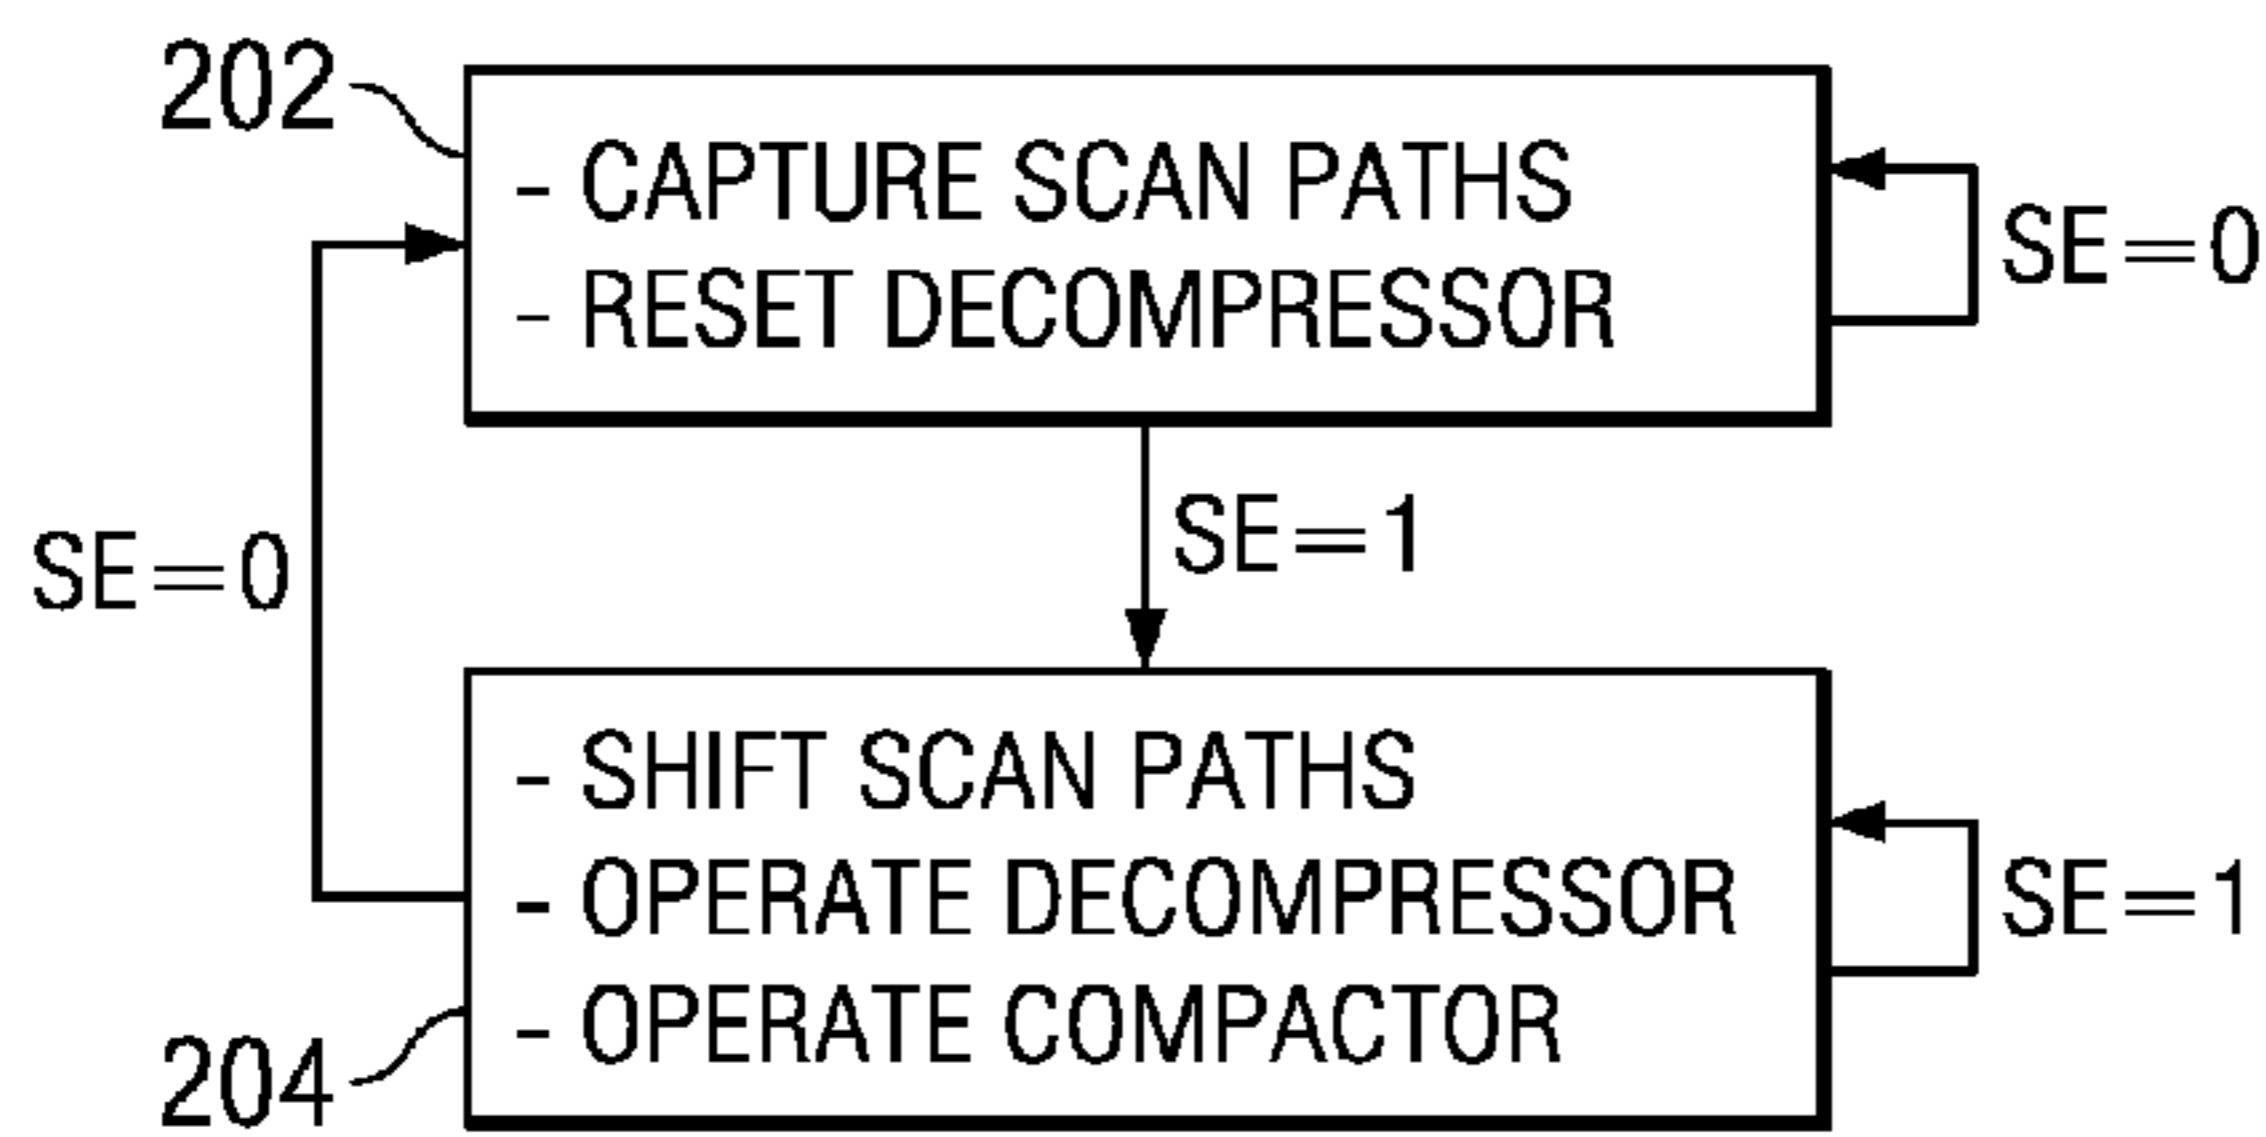 202
- CAPTURE SCAN PATHS
- RESET DECOMPRESSOR
SE=0
SE=0
SE=1
- SHIFT SCAN PATHS
- OPERATE DECOMPRESSOR
- OPERATE COMPACTOR
SE=1
204